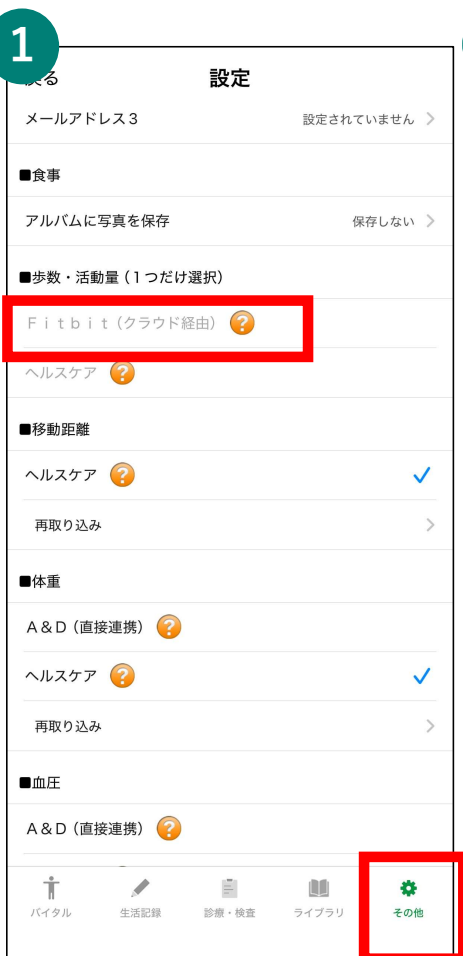 1
戻る 設定
メールアドレス3 設定されていません
■食事
アルバムに写真を保存 保存しない
■歩数・活動量(1つだけ選択)
Fitbit(クラウド経由) ?
ヘルスケア ?
■移動距離
ヘルスケア ?
再取り込み
■体重
A&D(直接連携) ?
ヘルスケア ?
再取り込み
■血圧
A&D(直接連携) ?
バイタル 生活記録 診療・検査 ライブラリ その他